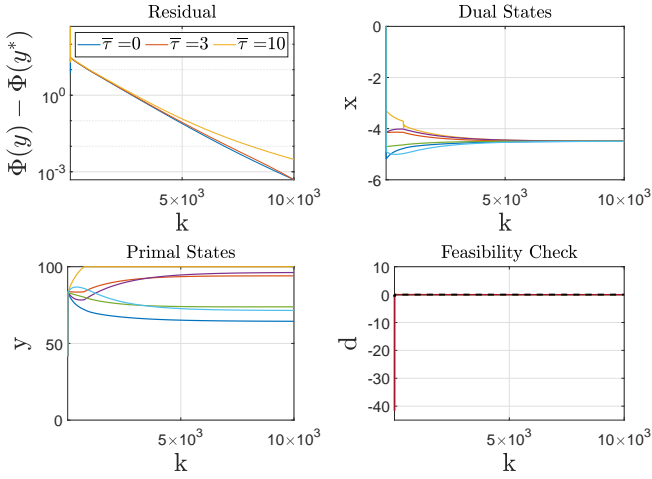 Residual
Φ(y) − Φ(y*)
τ̅ =0 τ̅ =3 τ̅ =10
10⁰
10⁻³
5×10³ 10×10³
k
Dual States
x
0
-2
-4
-6
5×10³ 10×10³
k
Primal States
y
100
50
0
5×10³ 10×10³
k
Feasibility Check
d
10
0
-10
-20
-30
-40
5×10³ 10×10³
k